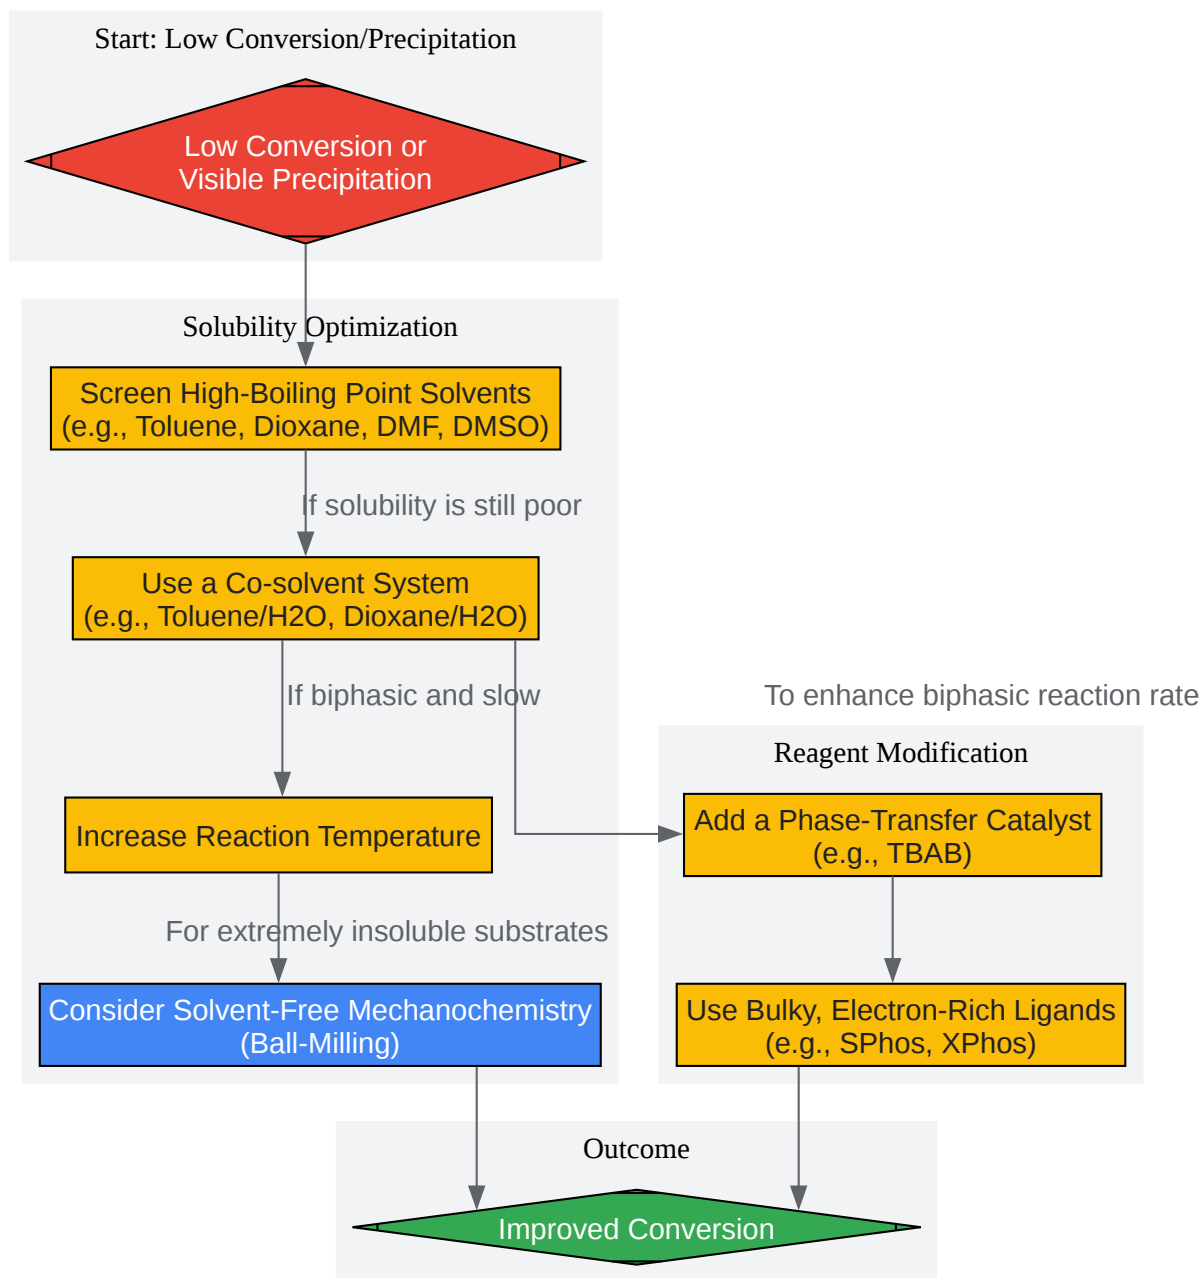 Start: Low Conversion/Precipitation
Low Conversion or
Visible Precipitation
Solubility Optimization
Screen High-Boiling Point Solvents
(e.g., Toluene, Dioxane, DMF, DMSO)
If solubility is still poor
Use a Co-solvent System
(e.g., Toluene/H2O, Dioxane/H2O)
If biphasic and slow
To enhance biphasic reaction rate
Increase Reaction Temperature
For extremely insoluble substrates
Consider Solvent-Free Mechanochemistry
(Ball-Milling)
Reagent Modification
Add a Phase-Transfer Catalyst
(e.g., TBAB)
Use Bulky, Electron-Rich Ligands
(e.g., SPhos, XPhos)
Outcome
Improved Conversion